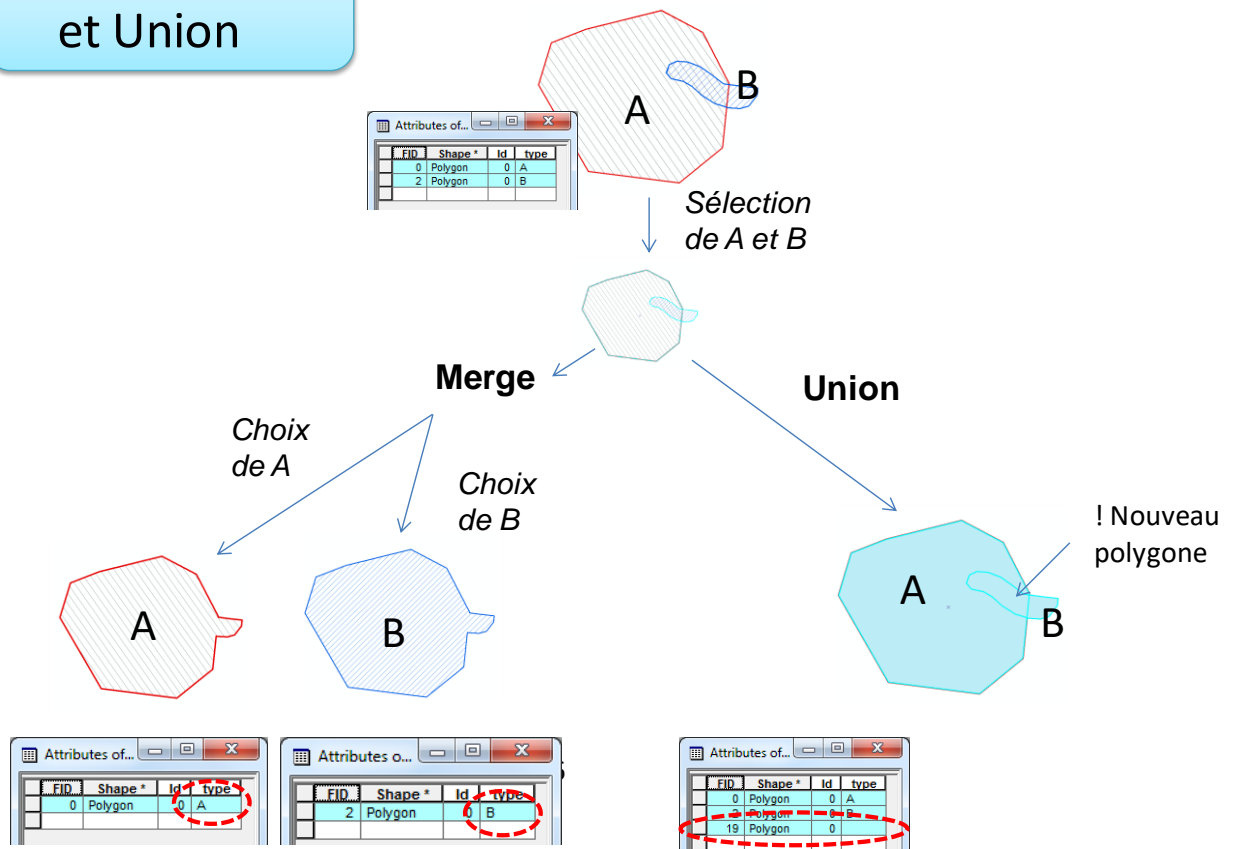 et Union
A
B
Attributes of...
FID Shape * Id type
0 Polygon 0 A
2 Polygon 0 B
Sélection
de A et B
Merge
Union
Choix
de A
Choix
de B
! Nouveau
polygone
A
B
A
B
Attributes of...
FID Shape * Id type
0 Polygon 0 A
Attributes o...
FID Shape * Id type
2 Polygon 0 B
Attributes of...
FID Shape * Id type
0 Polygon 0 A
2 Polygon 0 B
19 Polygon 0